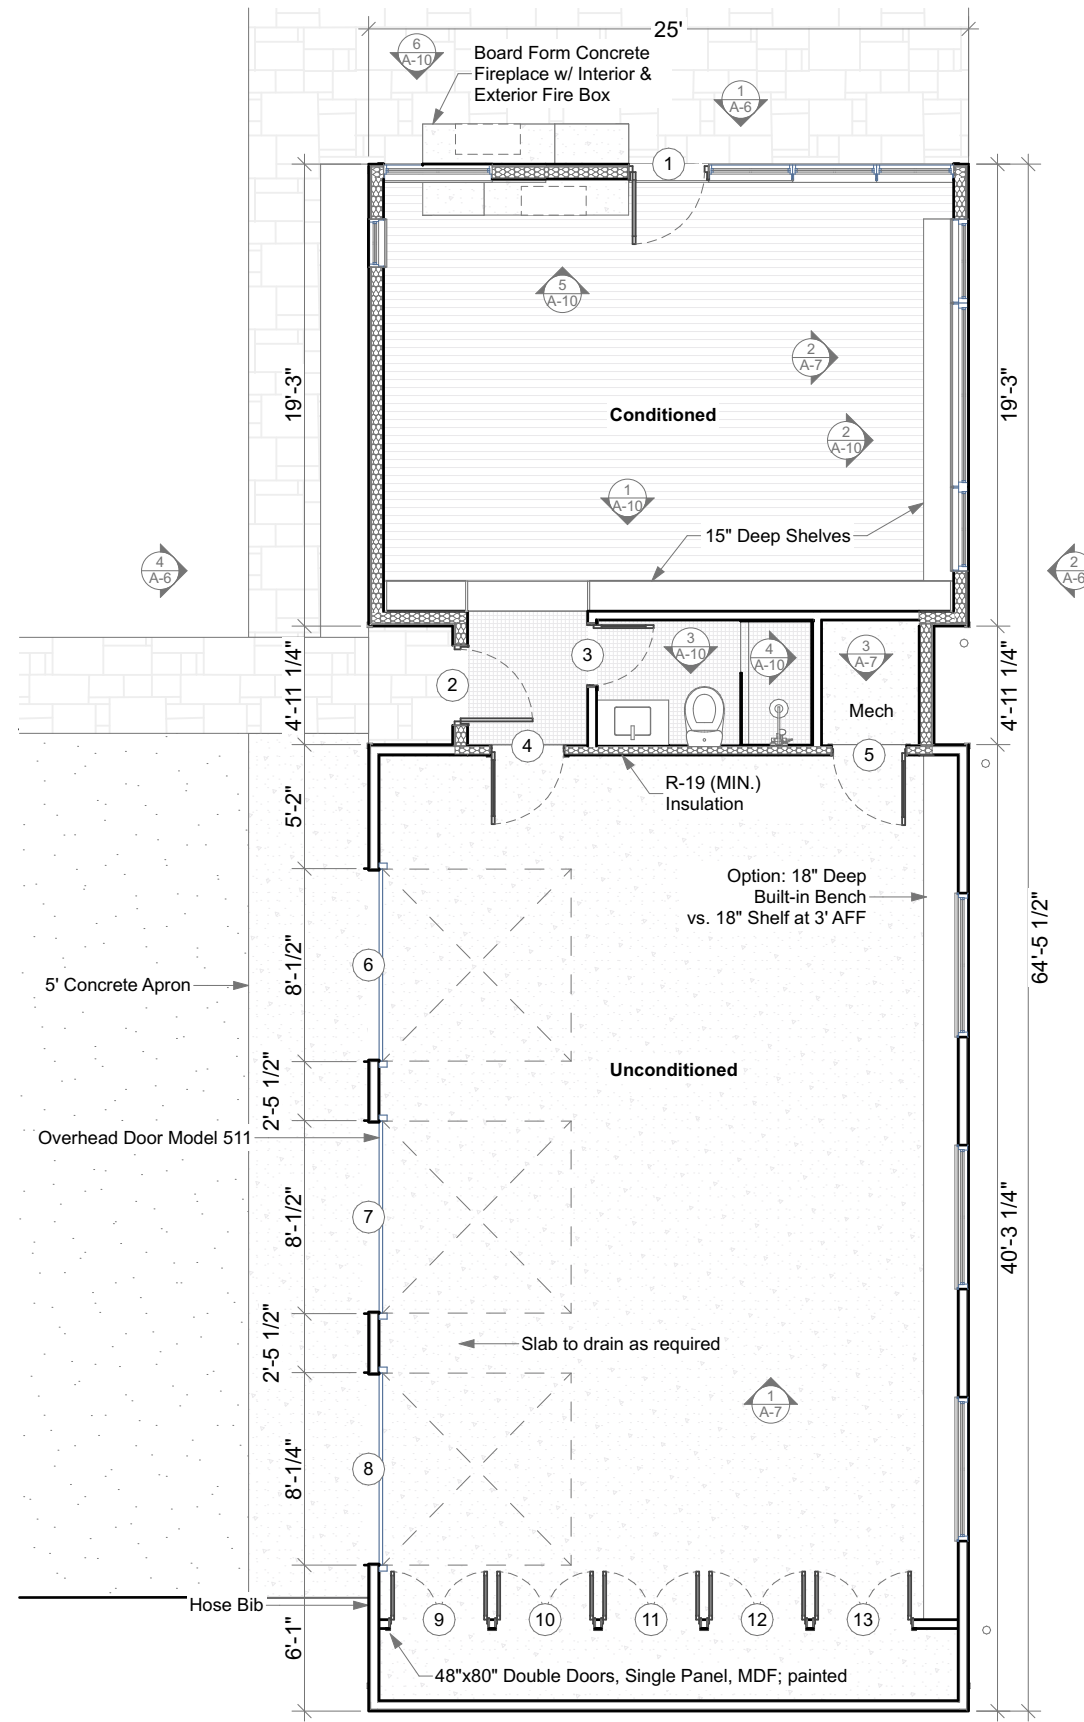 25'
6
A-10
Board Form Concrete
Fireplace w/ Interior &
Exterior Fire Box
1
A-6
1
5
A-10
2
A-7
19'-3"
19'-3"
Conditioned
2
A-10
1
A-10
15" Deep Shelves
4
A-6
2
A-6
4'-11 1/4"
2
3
3
A-10
4
A-10
3
A-7
Mech
4'-11 1/4"
4
5
R-19 (MIN.)
Insulation
5'-2"
Option: 18" Deep
Built-in Bench
vs. 18" Shelf at 3' AFF
64'-5 1/2"
8'-1/2"
6
5' Concrete Apron
2'-5 1/2"
Unconditioned
Overhead Door Model 511
8'-1/2"
7
40'-3 1/4"
2'-5 1/2"
Slab to drain as required
1
A-7
8'-1/4"
8
Hose Bib
9
10
11
12
13
6'-1"
48"x80" Double Doors, Single Panel, MDF; painted